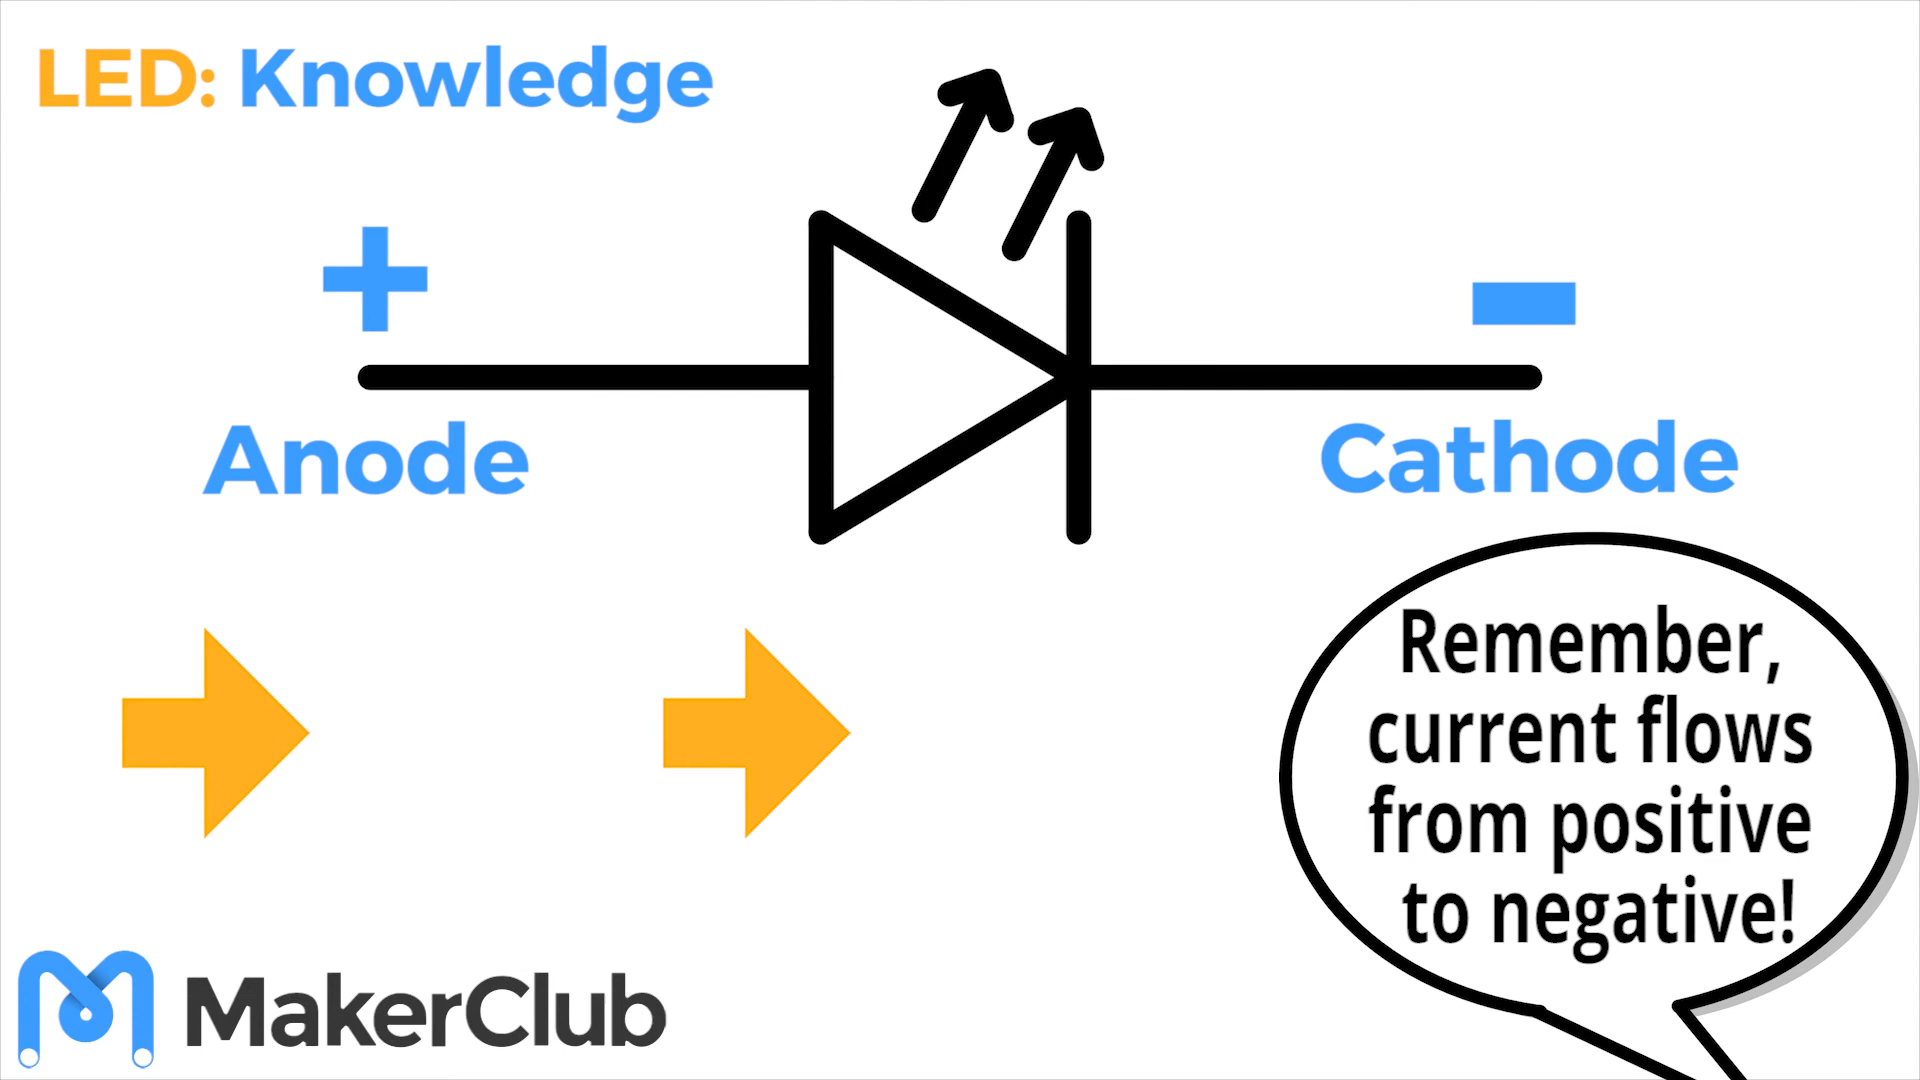 LED: Knowledge
+
-
Anode
Cathode
Remember,
current flows
from positive
to negative!
MakerClub